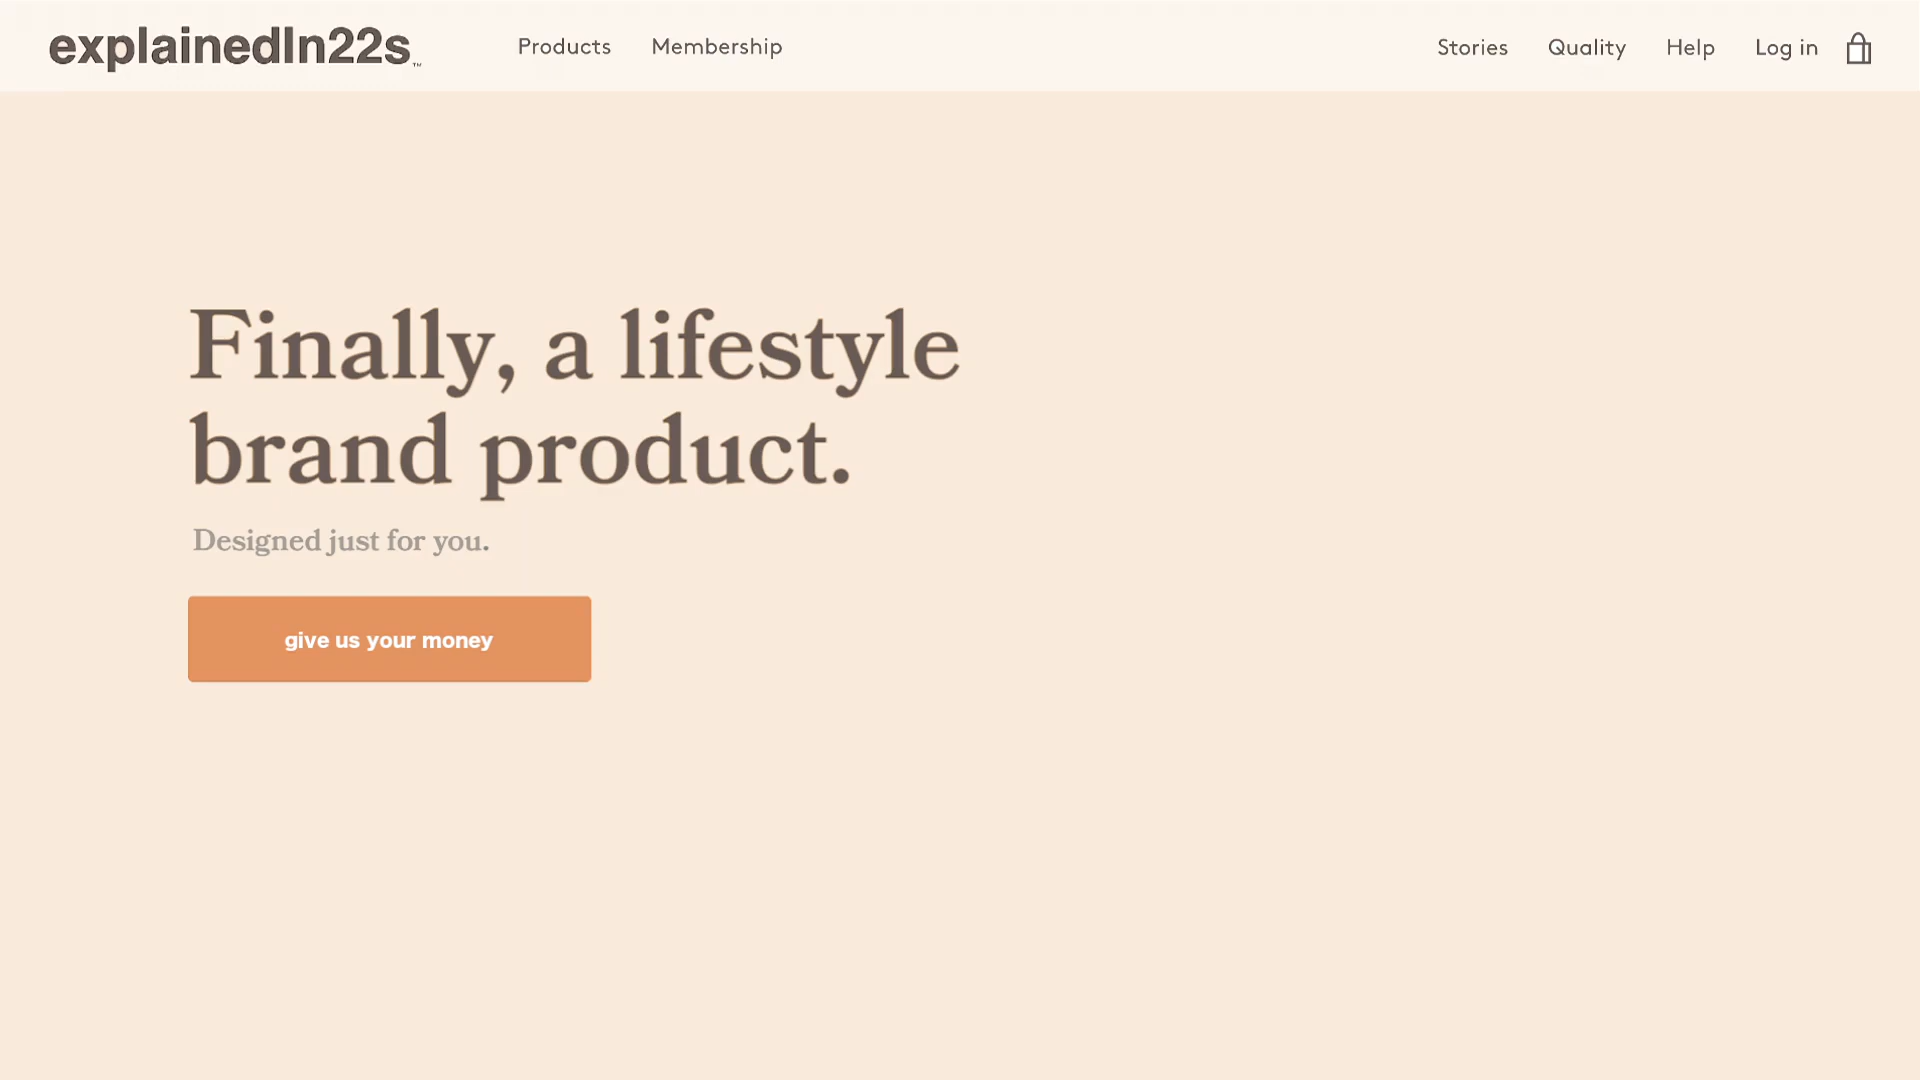 explainedIn22s™
Products Membership Stories Quality Help Log in
Finally, a lifestyle
brand product.
Designed just for you.
give us your money